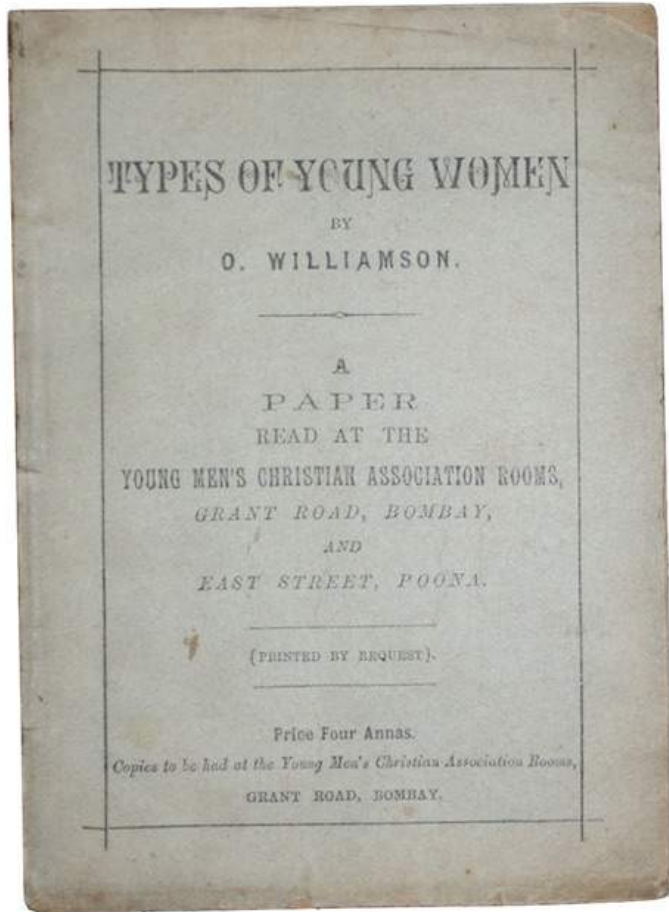 TYPES OF YOUNG WOMEN
BY
O. WILLIAMSON.
A
PAPER
READ AT THE
YOUNG MEN'S CHRISTIAN ASSOCIATION ROOMS,
GRANT ROAD, BOMBAY,
AND
EAST STREET, POONA.
(PRINTED BY REQUEST).
Price Four Annas.
Copies to be had at the Young Men's Christian Association Rooms,
GRANT ROAD, BOMBAY.